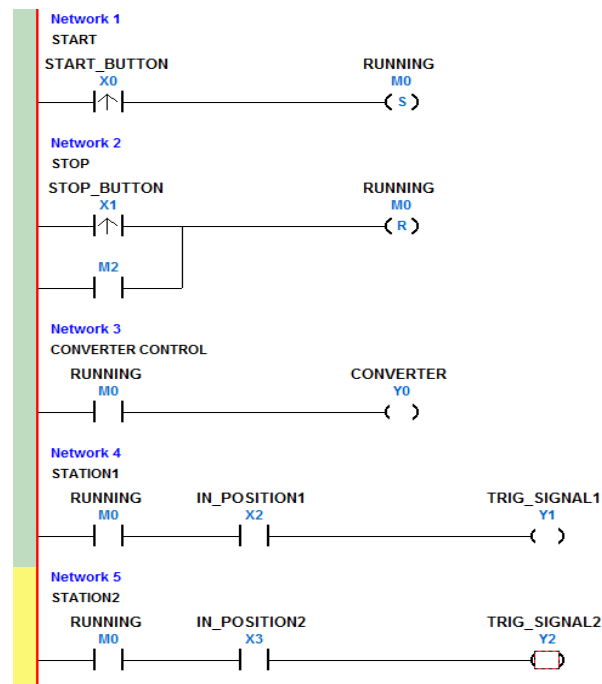 Network 1
START
START_BUTTON RUNNING
X0 M0
S
Network 2
STOP
STOP_BUTTON RUNNING
X1 M0
R
M2
Network 3
CONVERTER CONTROL
RUNNING CONVERTER
M0 Y0
Network 4
STATION1
RUNNING IN_POSITION1 TRIG_SIGNAL1
M0 X2 Y1
Network 5
STATION2
RUNNING IN_POSITION2 TRIG_SIGNAL2
M0 X3 Y2